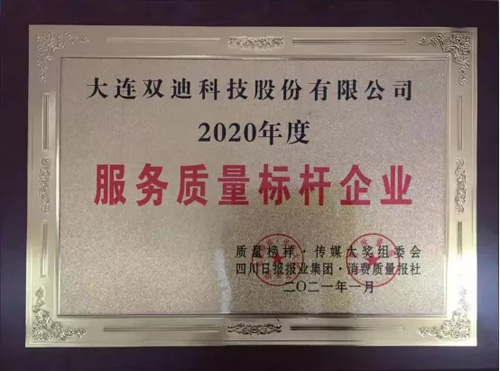 大连双迪科技股份有限公司
2020年度
服务质量标杆企业
质量榜样·传媒大奖组委会
四川日报报业集团·消费质量报社
二〇二一年一月